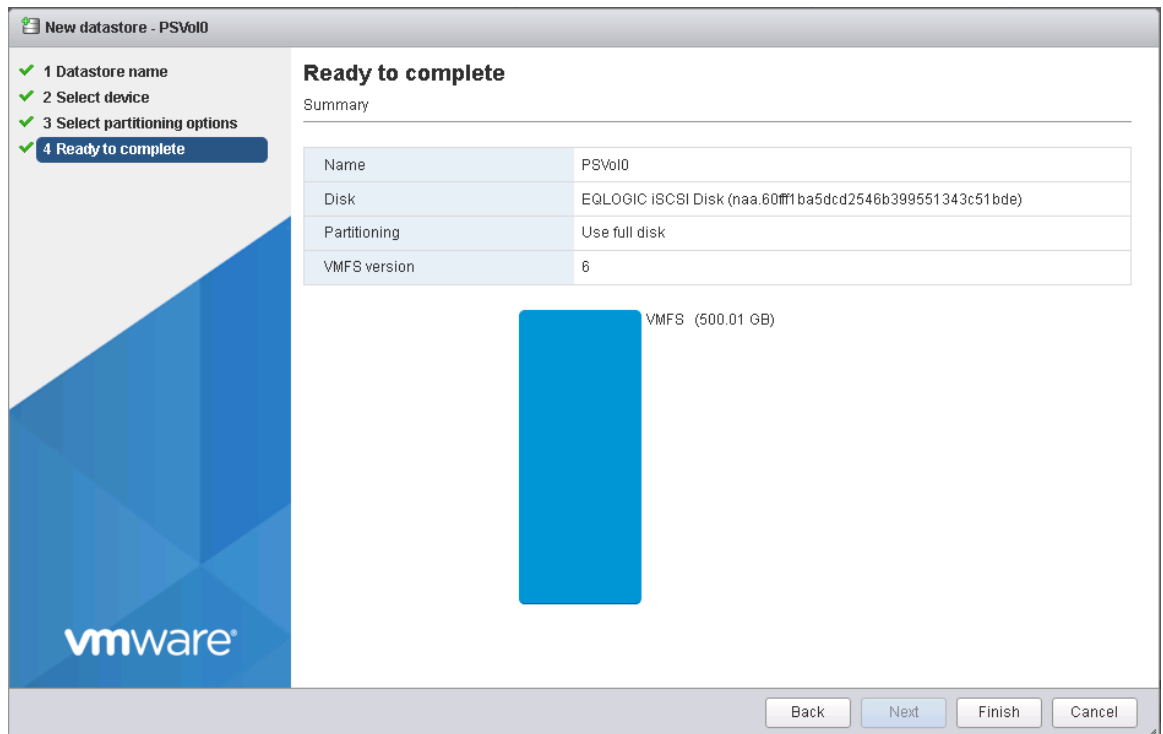 New datastore - PSVol0
1 Datastore name
2 Select device
3 Select partitioning options
4 Ready to complete
Ready to complete
Summary
Name PSVol0
Disk EQLOGIC iSCSI Disk (naa.60fff1ba5dcd2546b399551343c51bde)
Partitioning Use full disk
VMFS version 6
VMFS (500.01 GB)
vmware®
Back Next Finish Cancel